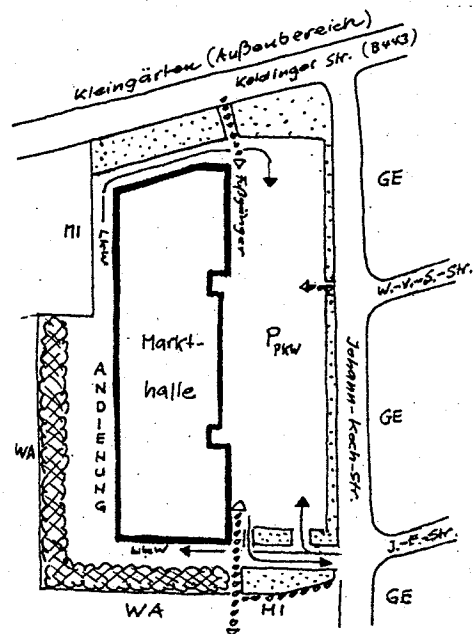 Kleingärten (Außenbereich)
Koldinger Str. (B443)
GE
MI
Lkw
Fußgänger
W.-v.-S.-Str.
Markt-
halle
P PKW
Johann-Koch-Str.
ANDIENUNG
WA
GE
J.-F.-Str.
LKW
WA
MI
GE